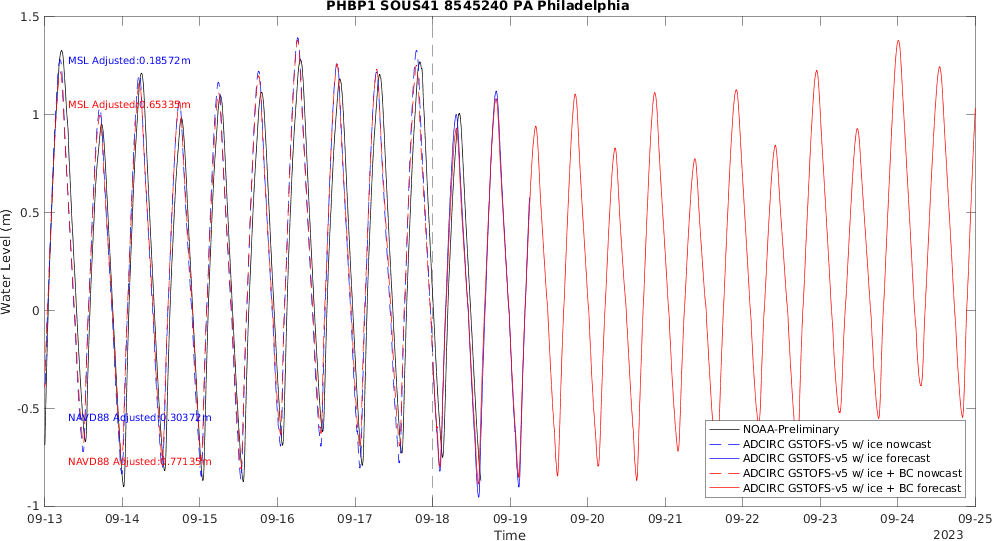 PHBP1 SOUS41 8545240 PA Philadelphia
1.5
MSL Adjusted:0.18572m
MSL Adjusted:0.65335m
1
0.5
Water Level (m)
0
-0.5
NAVD88 Adjusted:0.30372m
NAVD88 Adjusted:0.77135m
-1
NOAA-Preliminary
ADCIRC GSTOFS-v5 w/ ice nowcast
ADCIRC GSTOFS-v5 w/ ice forecast
ADCIRC GSTOFS-v5 w/ ice + BC nowcast
ADCIRC GSTOFS-v5 w/ ice + BC forecast
09-13 09-14 09-15 09-16 09-17 09-18 09-19 09-20 09-21 09-22 09-23 09-24 09-25
Time
2023